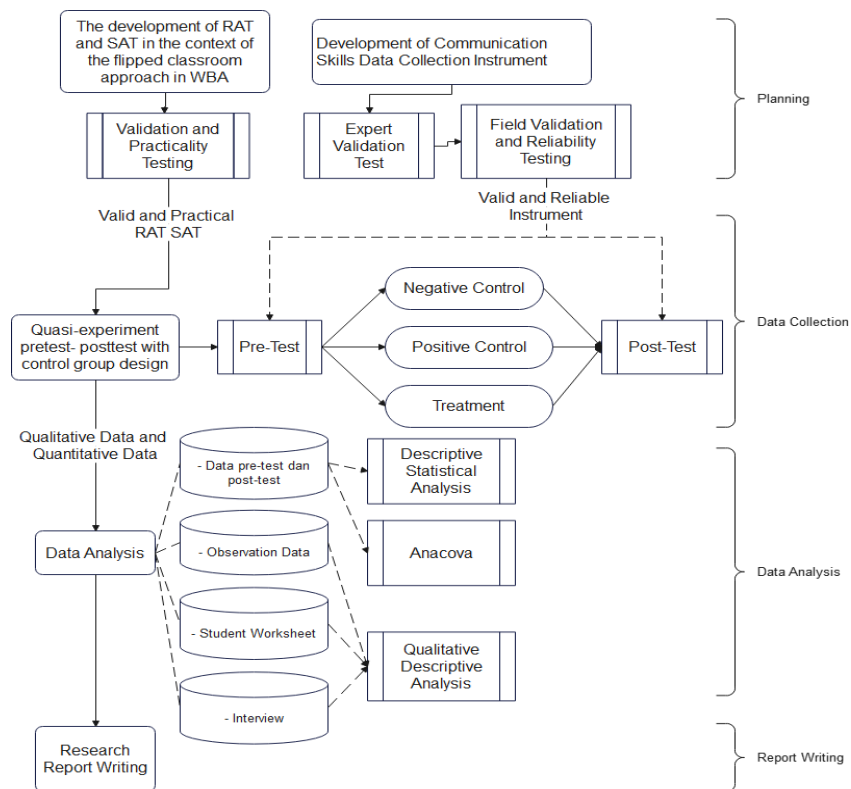 The development of RAT
and SAT in the context of
the flipped classroom
approach in WBA
Development of Communication
Skills Data Collection Instrument
Planning
Validation and
Practicality
Testing
Expert
Validation
Test
Field Validation
and Reliability
Testing
Valid and Practical
RAT SAT
Valid and Reliable
Instrument
Quasi-experiment
pretest- posttest with
control group design
Pre-Test
Negative Control
Positive Control
Treatment
Post-Test
Data Collection
Qualitative Data and
Quantitative Data
- Data pre-test dan
post-test
Descriptive
Statistical
Analysis
Data Analysis
- Observation Data
Anacova
Data Analysis
- Student Worksheet
Qualitative
Descriptive
Analysis
- Interview
Research
Report Writing
Report Writing